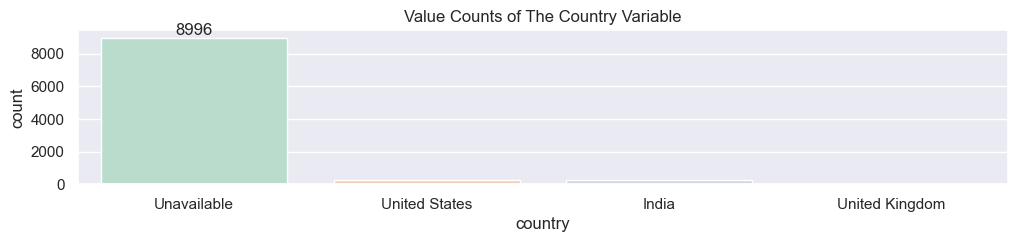 Value Counts of The Country Variable
8996
8000
6000
4000
2000
0
count
Unavailable United States India United Kingdom
country